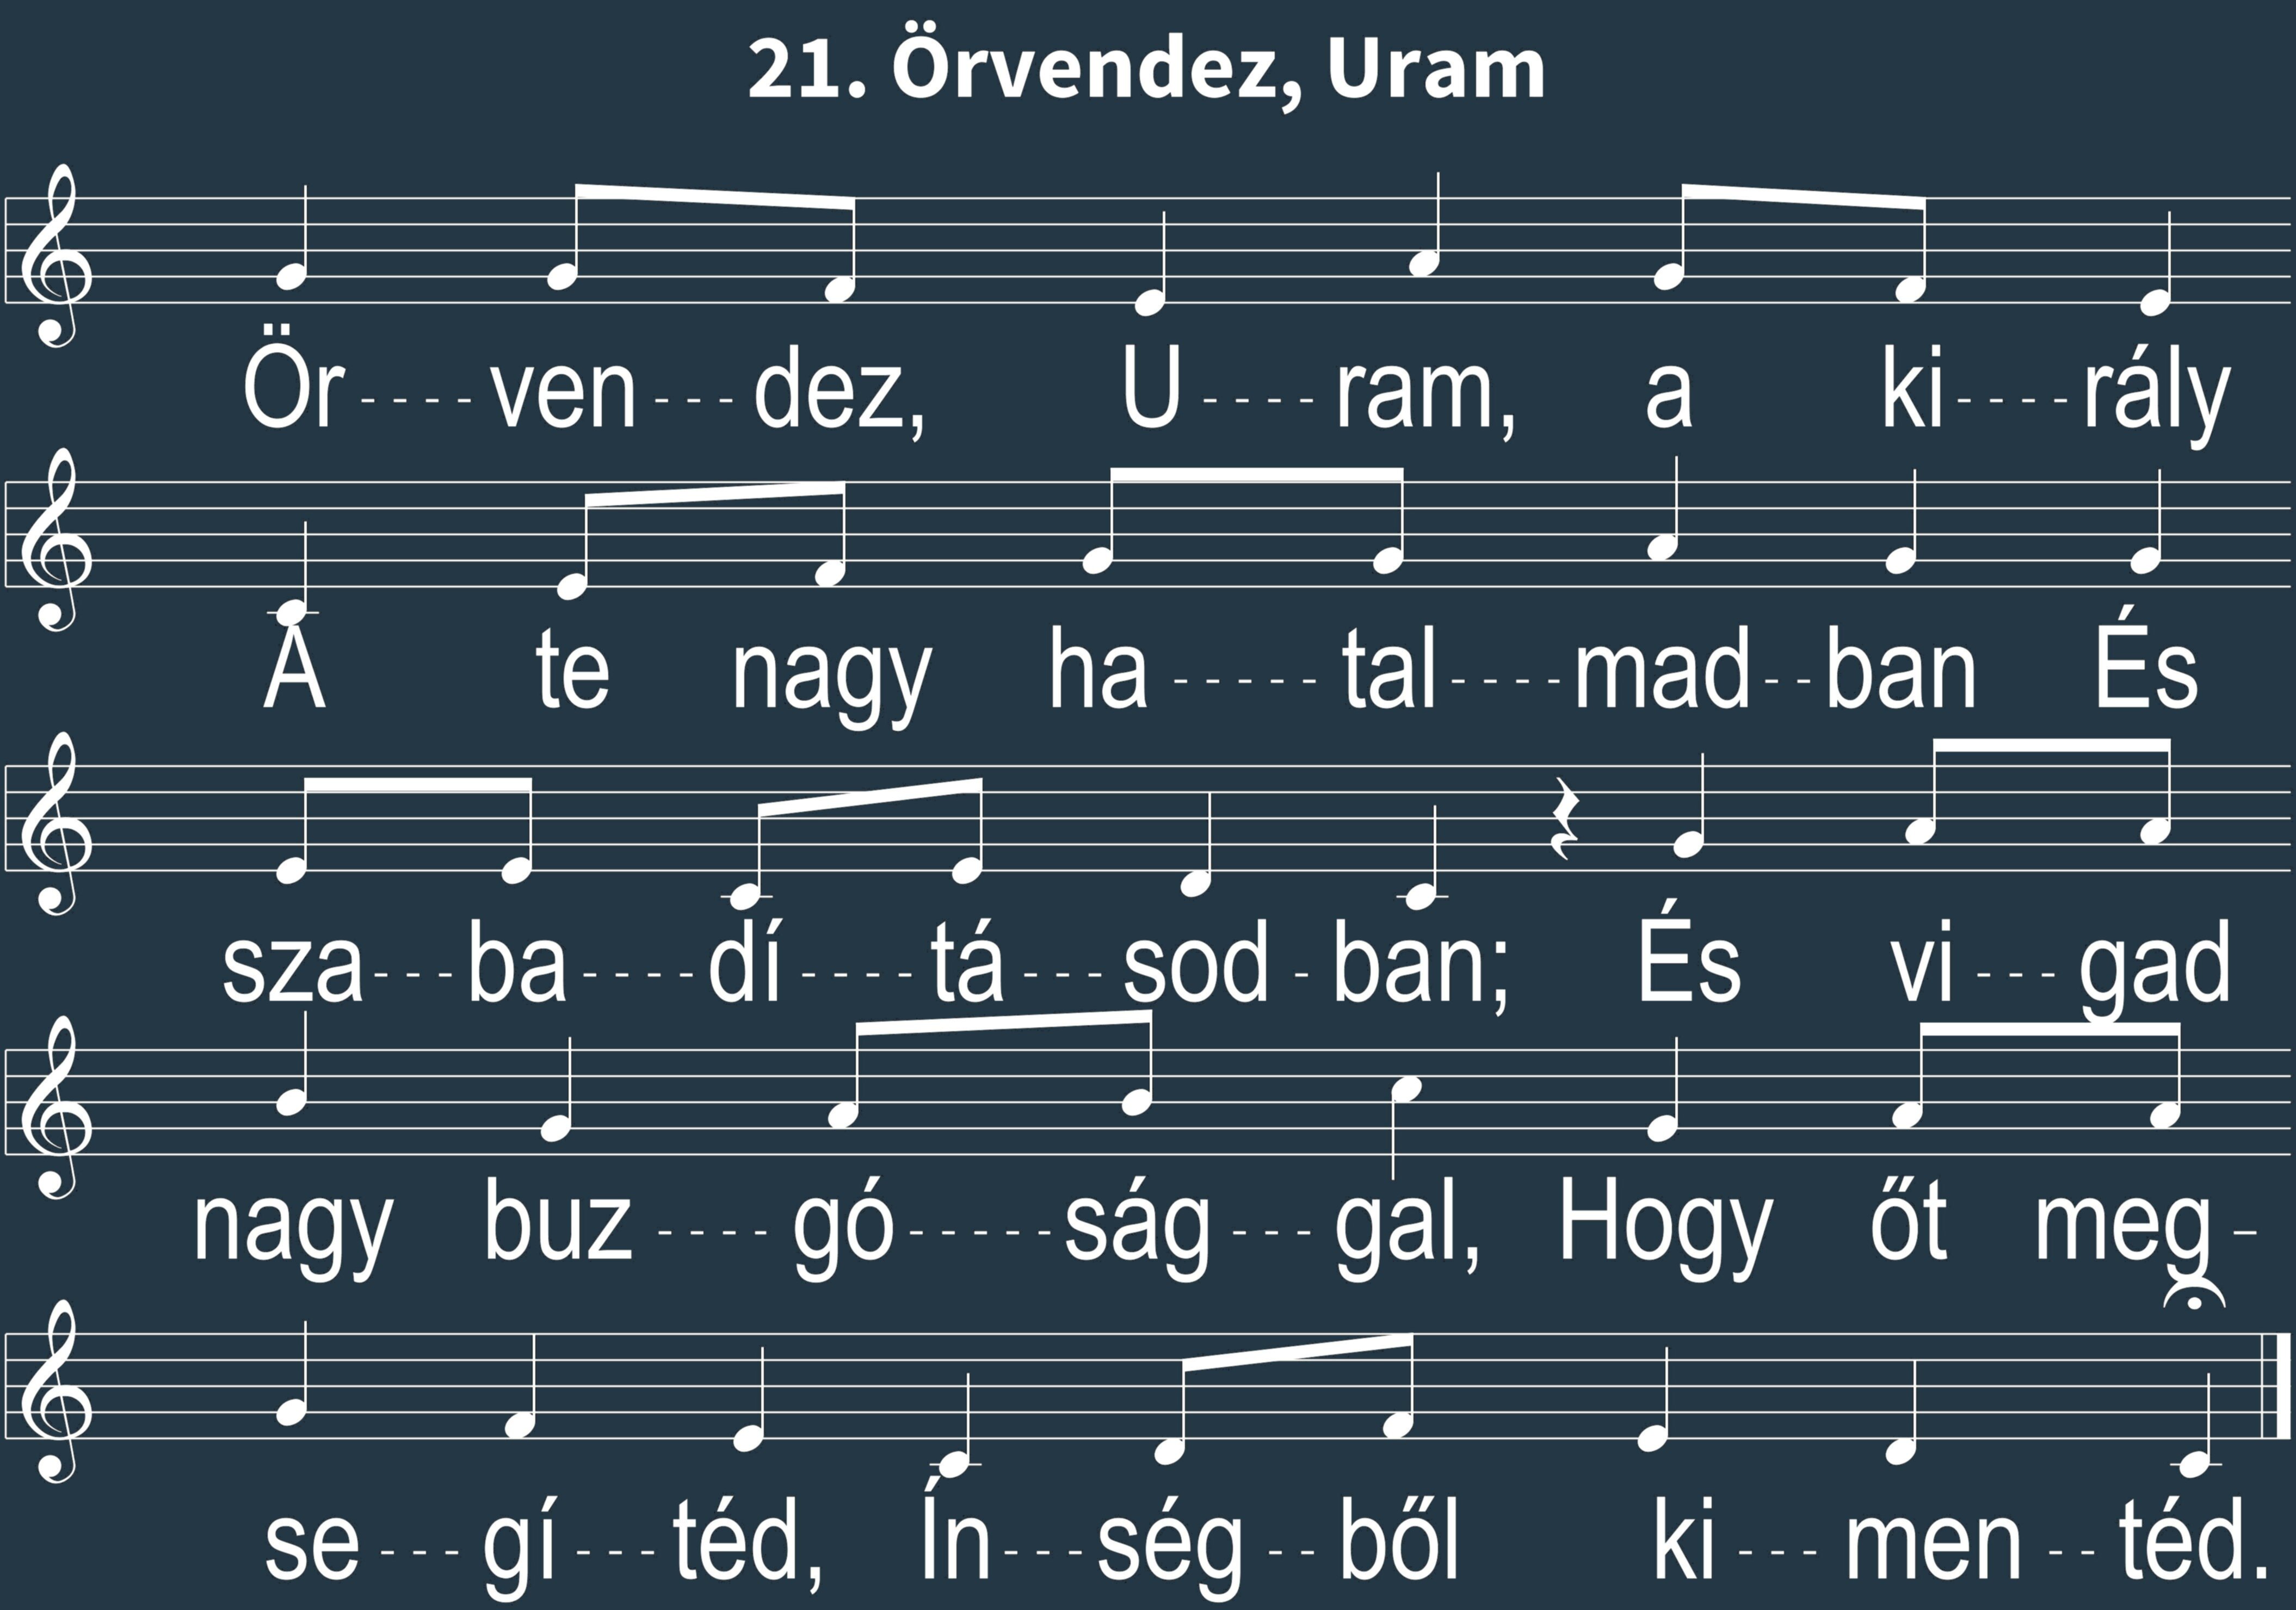 21. Örvendez, Uram
Ör----ven---dez, U----ram, a ki----rály
A te nagy ha-----tal----mad--ban És
sza---ba----dí----tá---sod-ban; És vi---gad
nagy buz----gó-----ság---gal, Hogy őt meg-
se---gí---téd, Ín---ség--ből ki---men--téd.